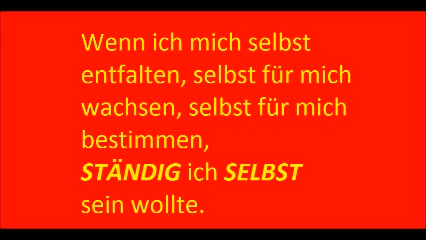 Wenn ich mich selbst
entfalten, selbst für mich
wachsen, selbst für mich
bestimmen,
STÄNDIG ich SELBST
sein wollte.